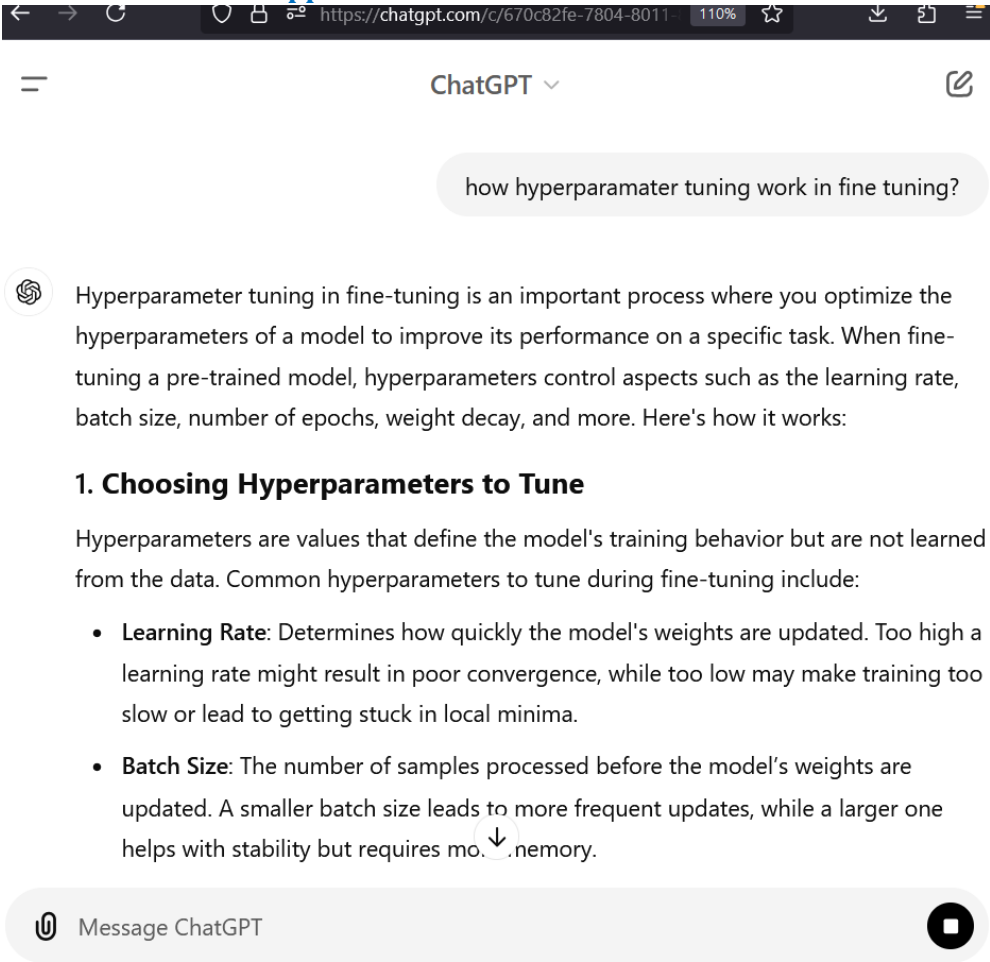 https://chatgpt.com/c/670c82fe-7804-8011-
110%
ChatGPT
how hyperparamater tuning work in fine tuning?
Hyperparameter tuning in fine-tuning is an important process where you optimize the
hyperparameters of a model to improve its performance on a specific task. When fine-
tuning a pre-trained model, hyperparameters control aspects such as the learning rate,
batch size, number of epochs, weight decay, and more. Here's how it works:
1. Choosing Hyperparameters to Tune
Hyperparameters are values that define the model's training behavior but are not learned
from the data. Common hyperparameters to tune during fine-tuning include:
• Learning Rate: Determines how quickly the model's weights are updated. Too high a
learning rate might result in poor convergence, while too low may make training too
slow or lead to getting stuck in local minima.
• Batch Size: The number of samples processed before the model’s weights are
updated. A smaller batch size leads to more frequent updates, while a larger one
helps with stability but requires memory.
Message ChatGPT